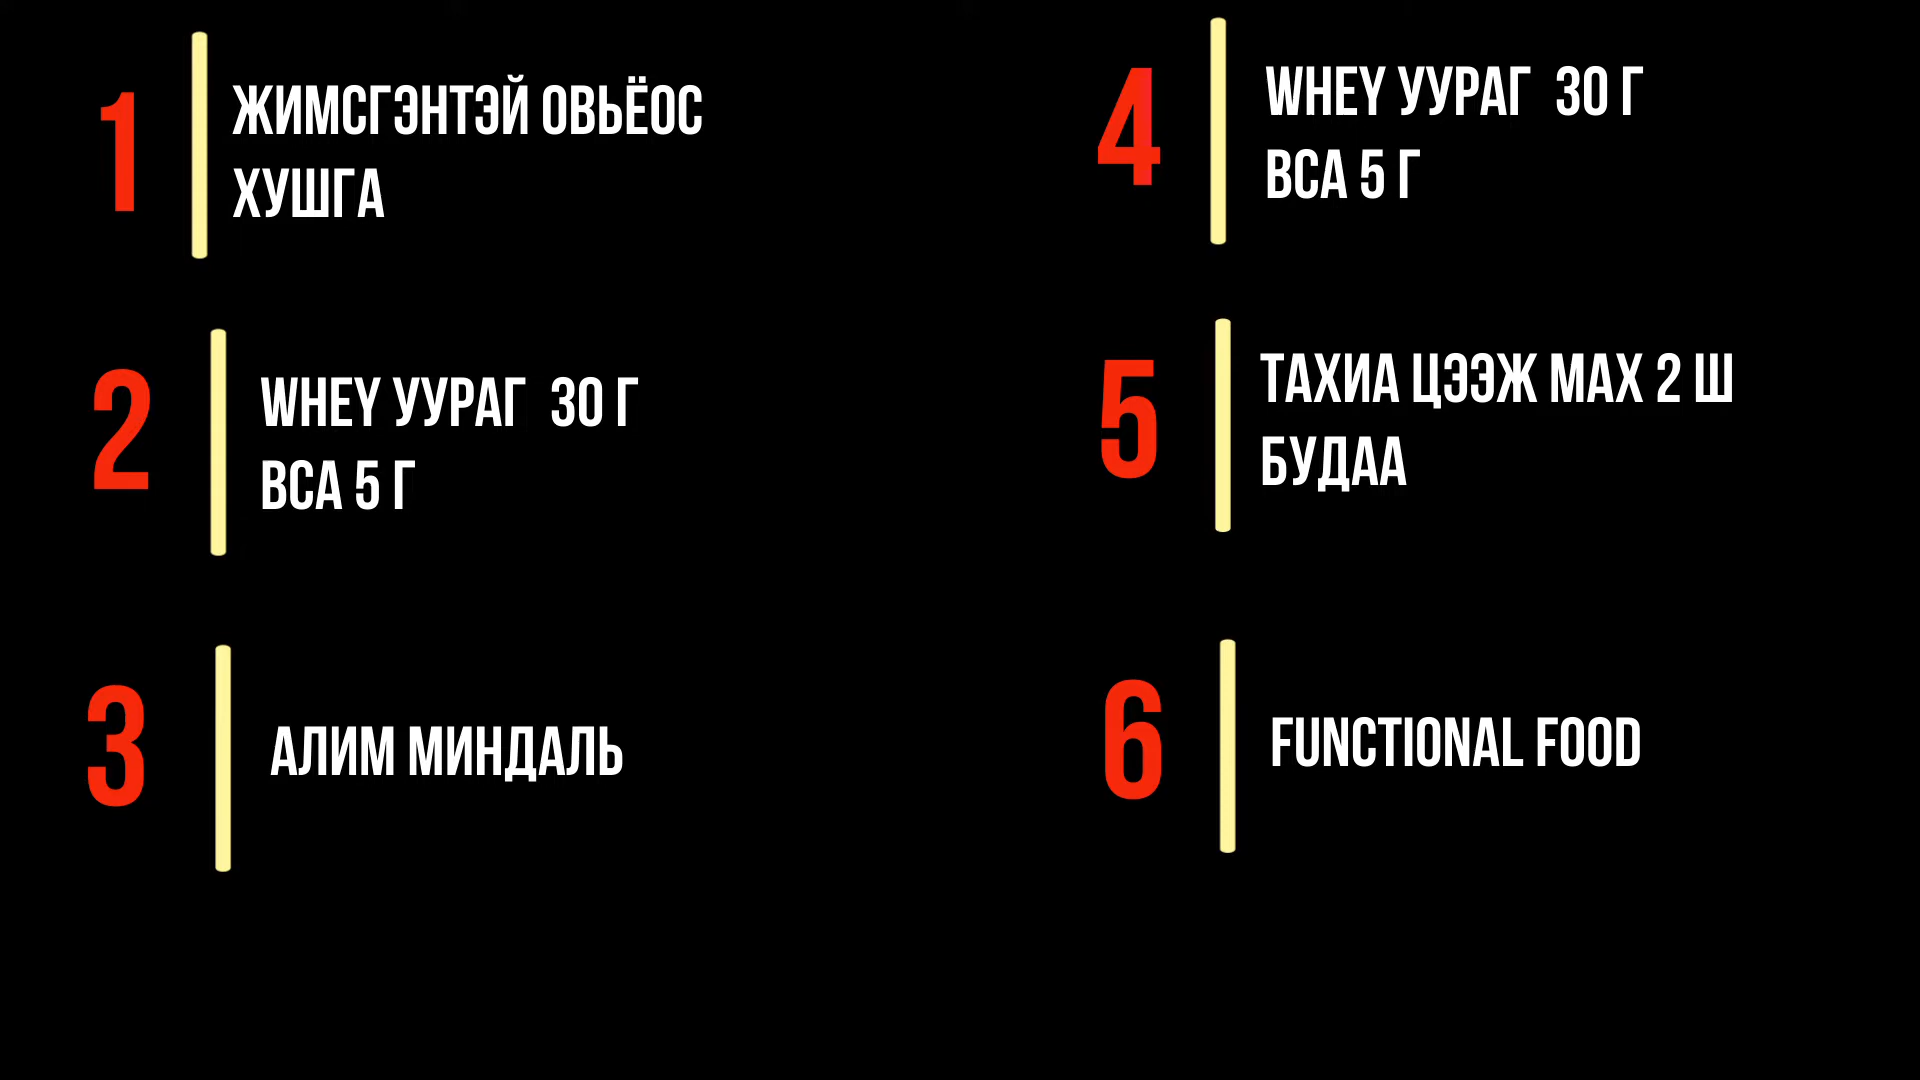 1
ЖИМСГЭНТЭЙ ОВЬЁОС
ХУШГА
2
WHEY УУРАГ 30 Г
BCA 5 Г
3
АЛИМ МИНДАЛЬ
4
WHEY УУРАГ 30 Г
BCA 5 Г
5
ТАХИА ЦЭЭЖ МАХ 2 Ш
БУДАА
6
FUNCTIONAL FOOD